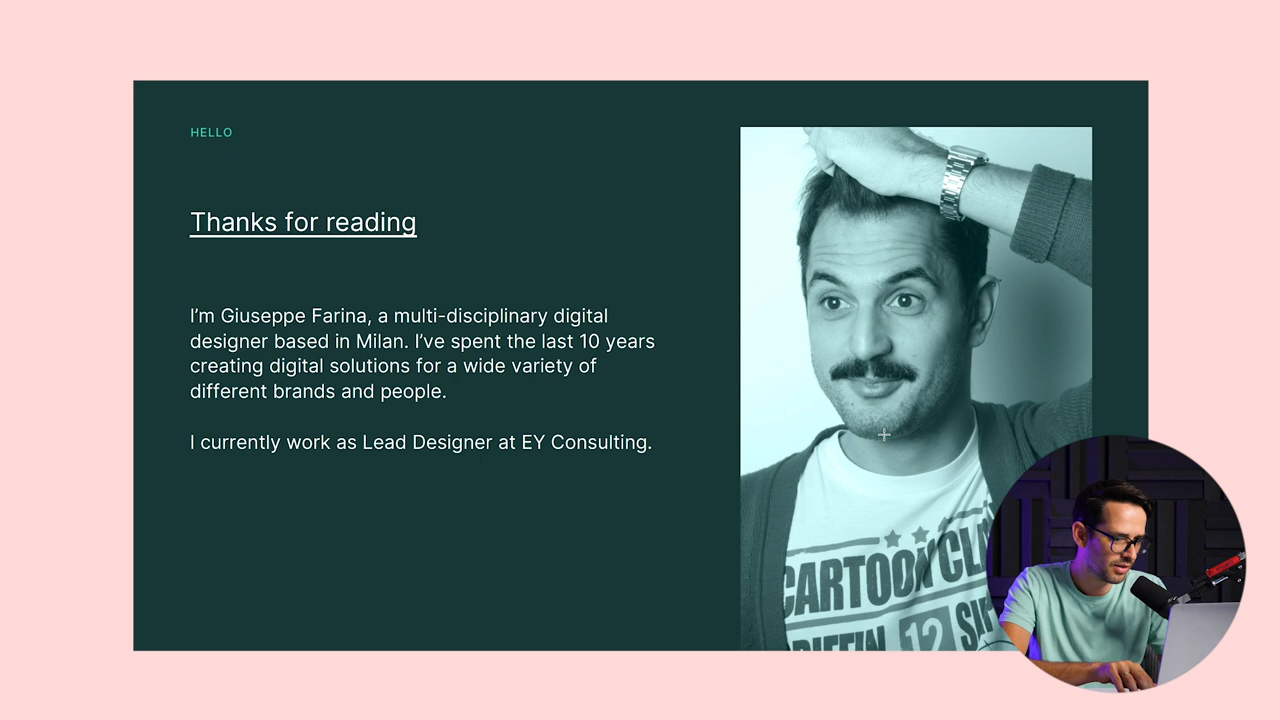 HELLO
Thanks for reading
I’m Giuseppe Farina, a multi-disciplinary digital
designer based in Milan. I’ve spent the last 10 years
creating digital solutions for a wide variety of
different brands and people.
I currently work as Lead Designer at EY Consulting.
CARTOON
12